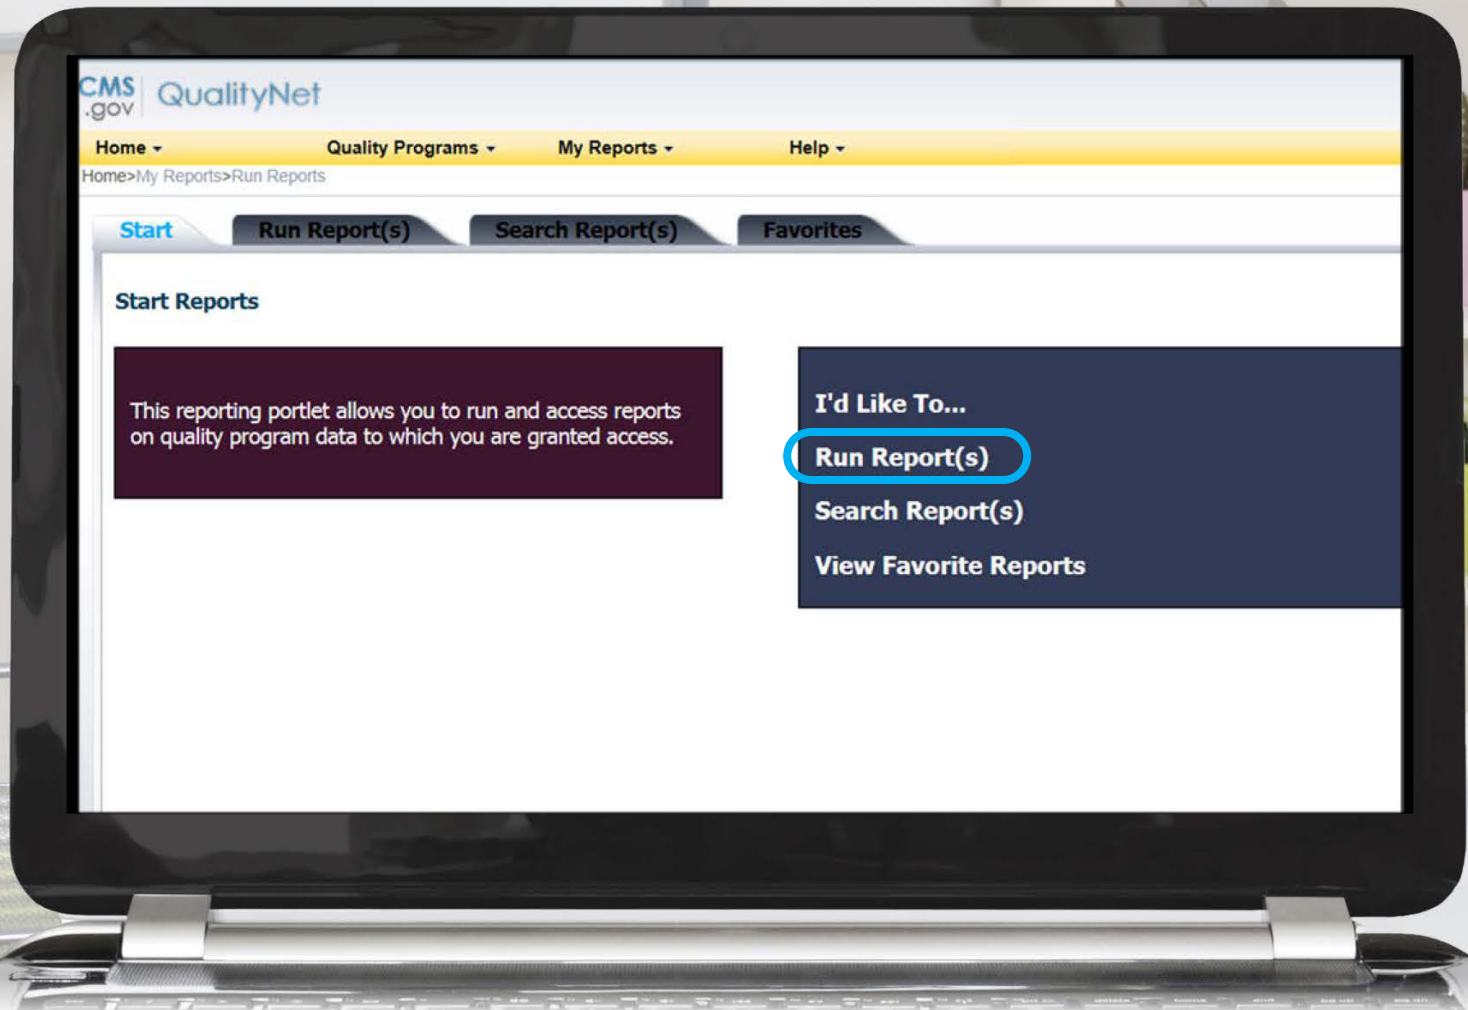 CMS
.gov
QualityNet
Home
Quality Programs
My Reports
Help
Home>My Reports>Run Reports
Start
Run Report(s)
Search Report(s)
Favorites
Start Reports
This reporting portlet allows you to run and access reports
on quality program data to which you are granted access.
I'd Like To...
Run Report(s)
Search Report(s)
View Favorite Reports